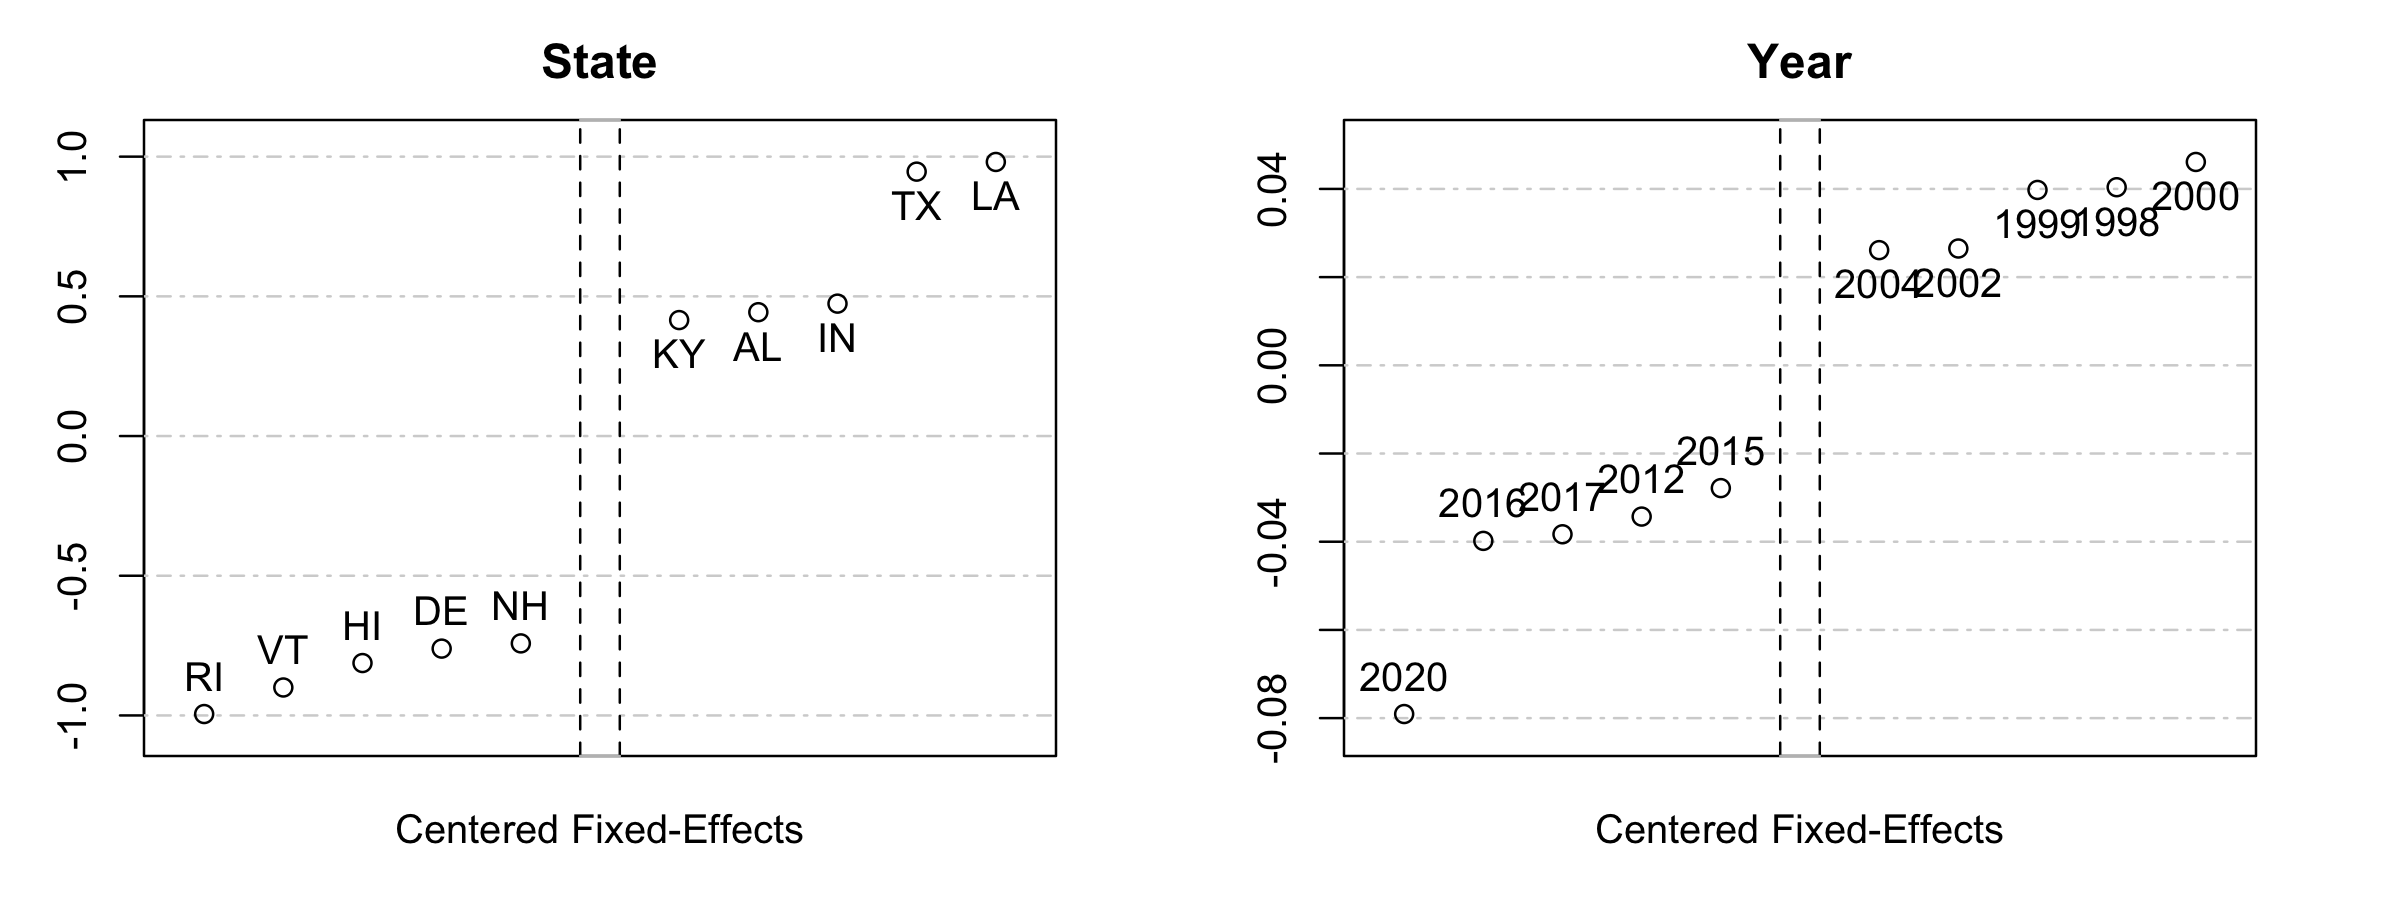 State
1.0
0.5
0.0
-0.5
-1.0
RI
VT
HI
DE
NH
KY
AL
IN
TX
LA
Centered Fixed-Effects
Year
0.04
0.00
-0.04
-0.08
2020
2016
2017
2012
2015
2004
2002
1999
1998
2000
Centered Fixed-Effects